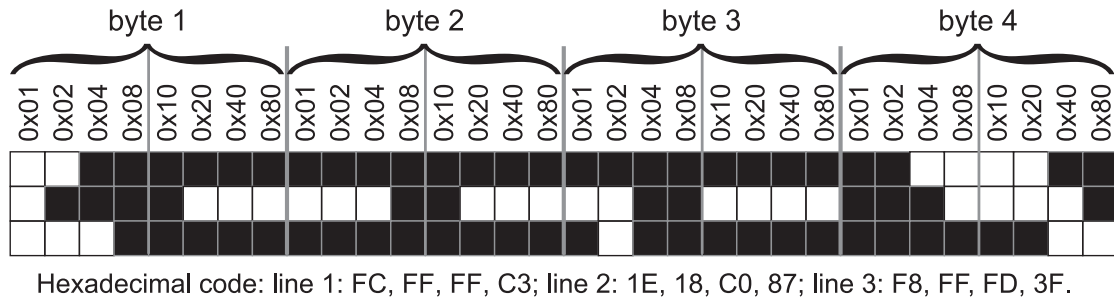 byte 1 byte 2 byte 3 byte 4
0x01 0x02 0x04 0x08 0x10 0x20 0x40 0x80 0x01 0x02 0x04 0x08 0x10 0x20 0x40 0x80 0x01 0x02 0x04 0x08 0x10 0x20 0x40 0x80 0x01 0x02 0x04 0x08 0x10 0x20 0x40 0x80
Hexadecimal code: line 1: FC, FF, FF, C3; line 2: 1E, 18, C0, 87; line 3: F8, FF, FD, 3F.